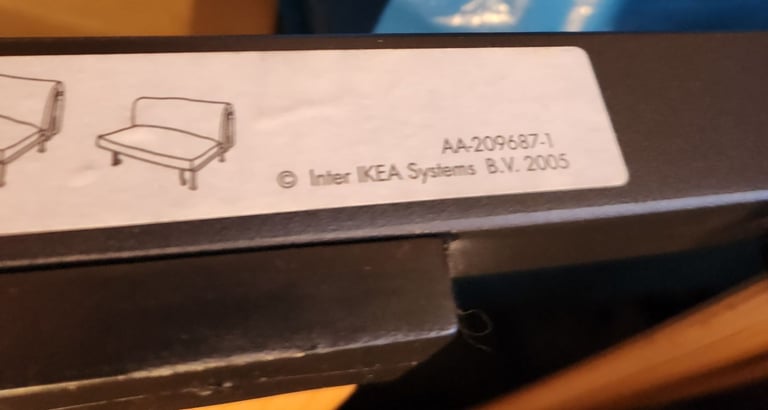 AA-209687-1
© Inter IKEA Systems B.V. 2005